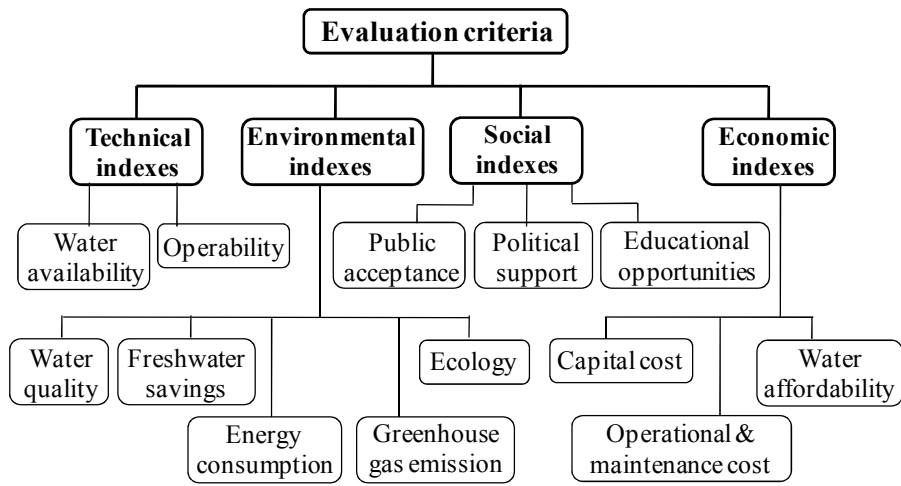 Evaluation criteria
Technical
indexes
Environmental
indexes
Social
indexes
Economic
indexes
Water
availability
Operability
Public
acceptance
Political
support
Educational
opportunities
Water
quality
Freshwater
savings
Ecology
Capital cost
Water
affordability
Energy
consumption
Greenhouse
gas emission
Operational &
maintenance cost